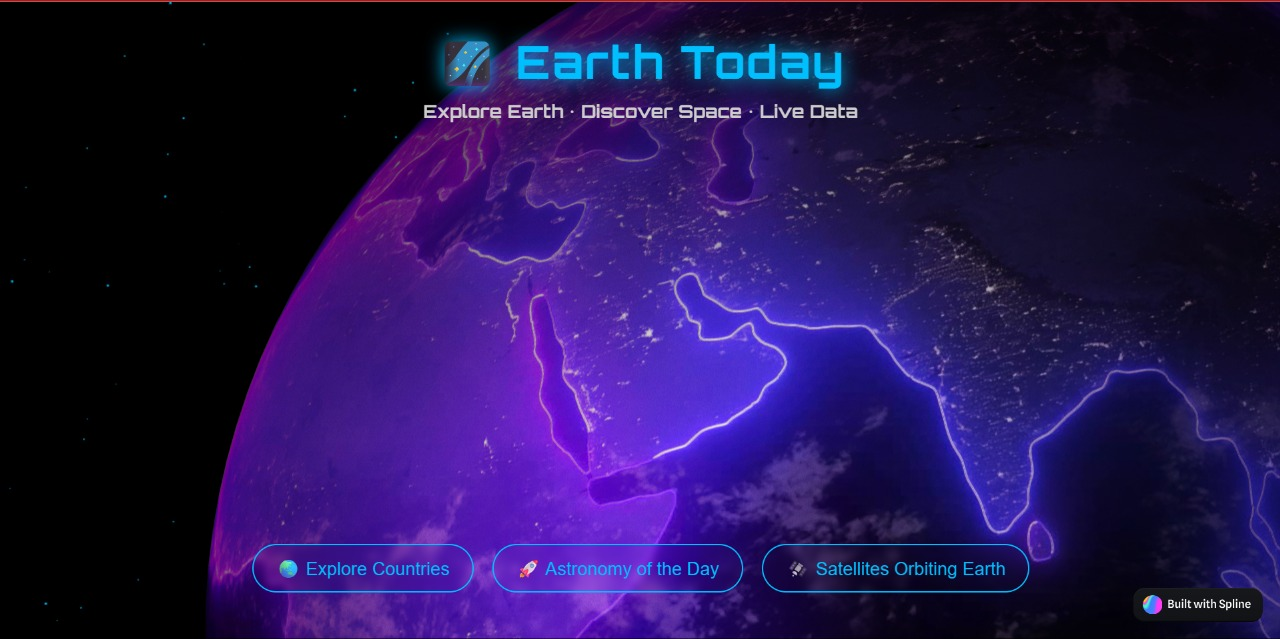 Earth Today
Explore Earth · Discover Space · Live Data
Explore Countries
Astronomy of the Day
Satellites Orbiting Earth
Built with Spline